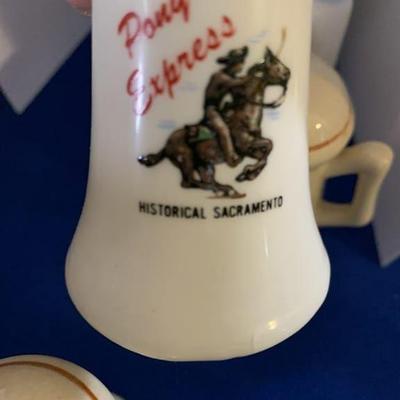 Pony
Express
HISTORICAL SACRAMENTO